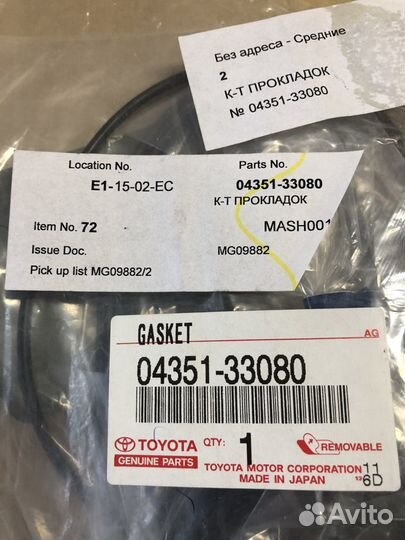 Без адреса - Средние
2
К-Т ПРОКЛАДОК
№ 04351-33080
Location No. Parts No.
E1-15-02-EC 04351-33080
К-Т ПРОКЛАДОК
Item No. 72 MASH001
Issue Doc. MG09882
Pick up list MG09882/2
GASKET AG
04351-33080
TOYOTA
GENUINE PARTS
QTY: 1
REMOVABLE
TOYOTA MOTOR CORPORATION 11
MADE IN JAPAN 13 6D
Avito